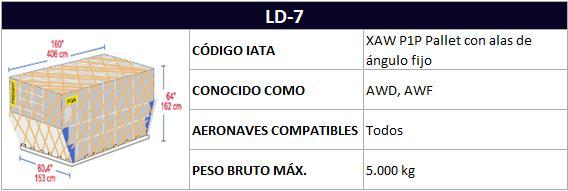 LD-7
160"
406 cm
64"
162 cm
60.4"
153 cm
PGA
CÓDIGO IATA
XAW P1P Pallet con alas de
ángulo fijo
CONOCIDO COMO
AWD, AWF
AERONAVES COMPATIBLES
Todos
PESO BRUTO MÁX.
5.000 kg